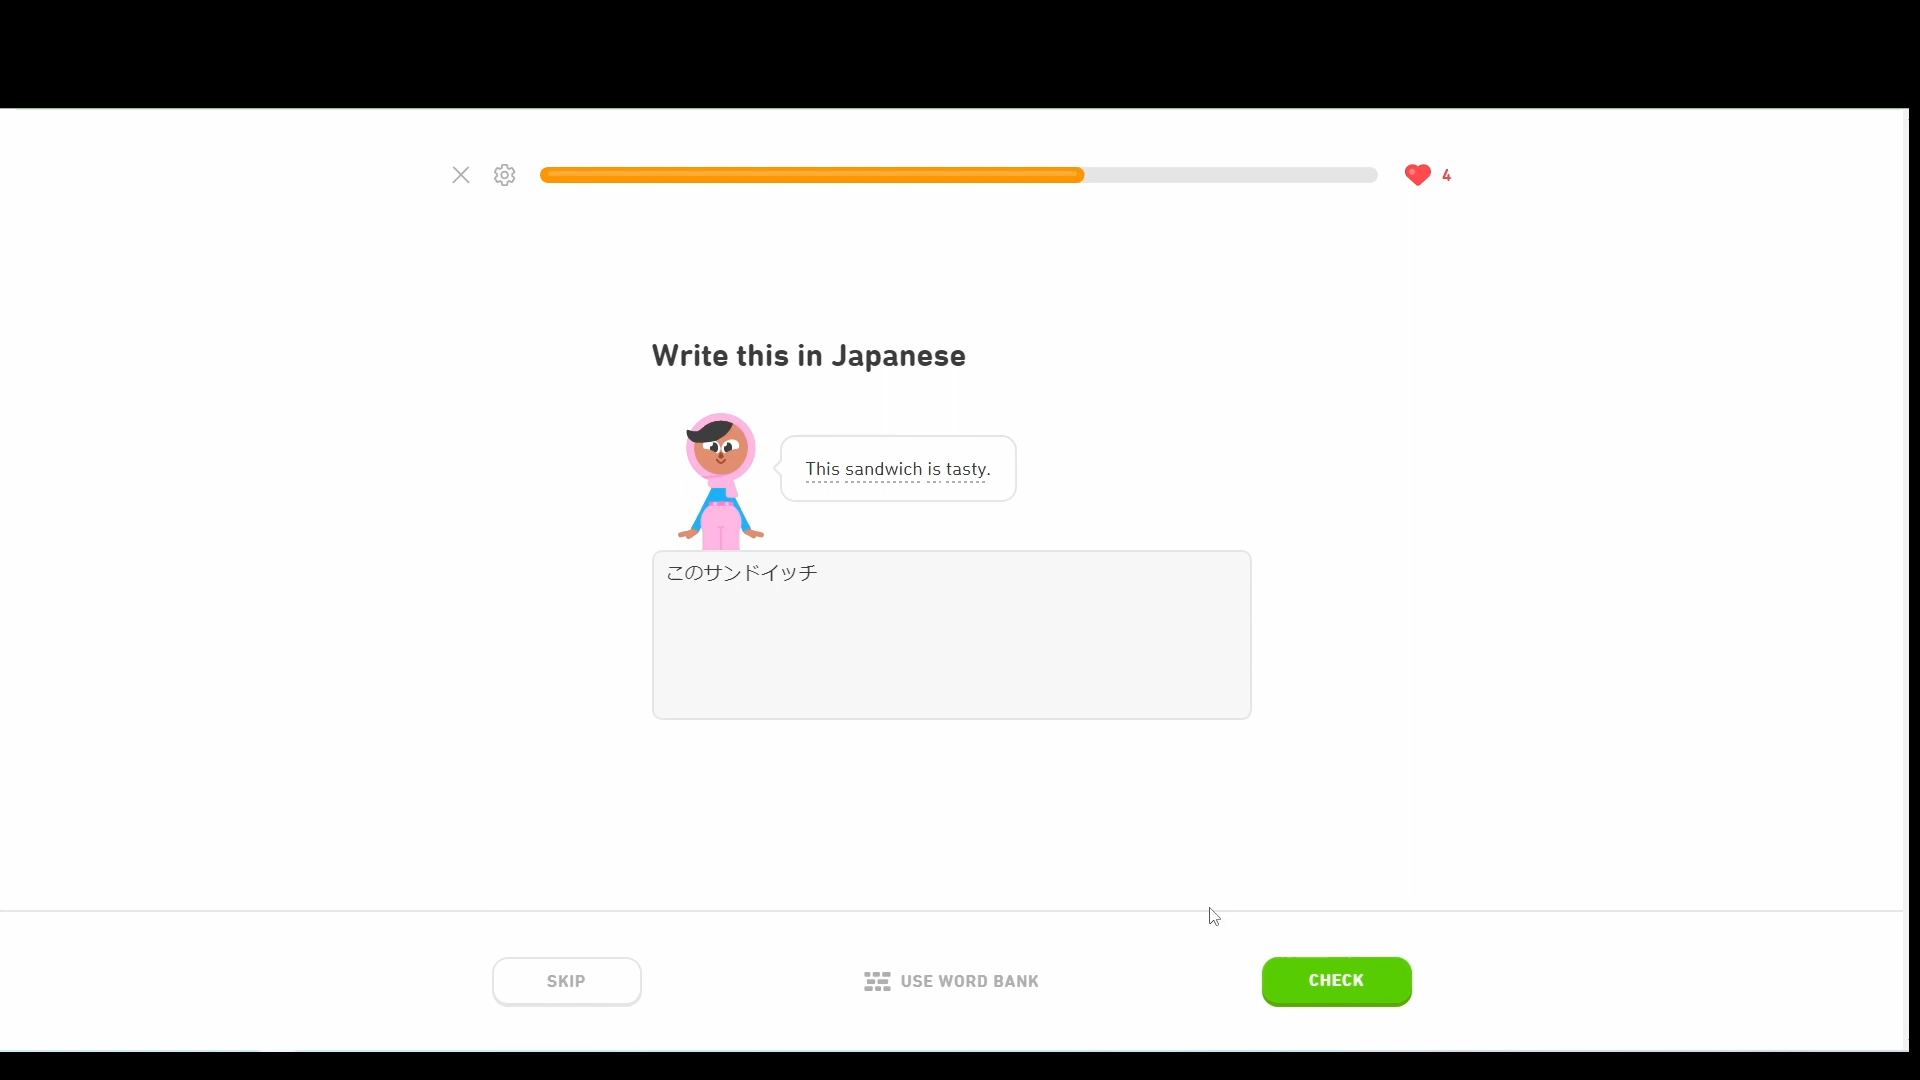 4
Write this in Japanese
This sandwich is tasty.
このサンドイッチ
SKIP
USE WORD BANK
CHECK